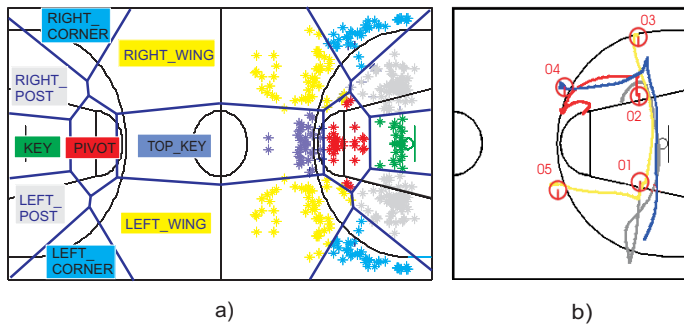 RIGHT_
CORNER
RIGHT_WING
RIGHT_
POST
KEY
PIVOT
TOP_KEY
LEFT_
POST
LEFT_WING
LEFT_
CORNER
a)
03
04
02
05
01
b)